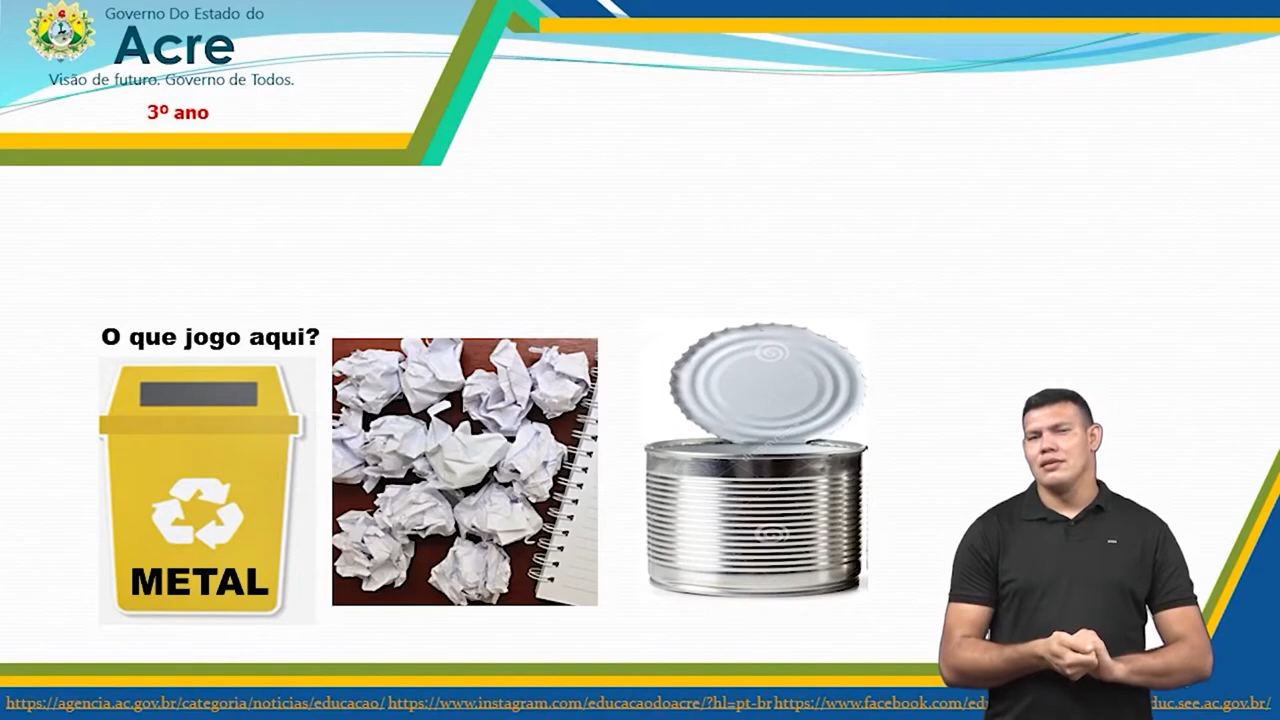 Governo Do Estado do
Acre
Visão de futuro. Governo de Todos.
3º ano
O que jogo aqui?
METAL
https://agencia.ac.gov.br/categoria/noticias/educacao/ https://www.instagram.com/educacaodoacre/?hl=pt-br https://www.facebook.com/ed duc.see.ac.gov.br/